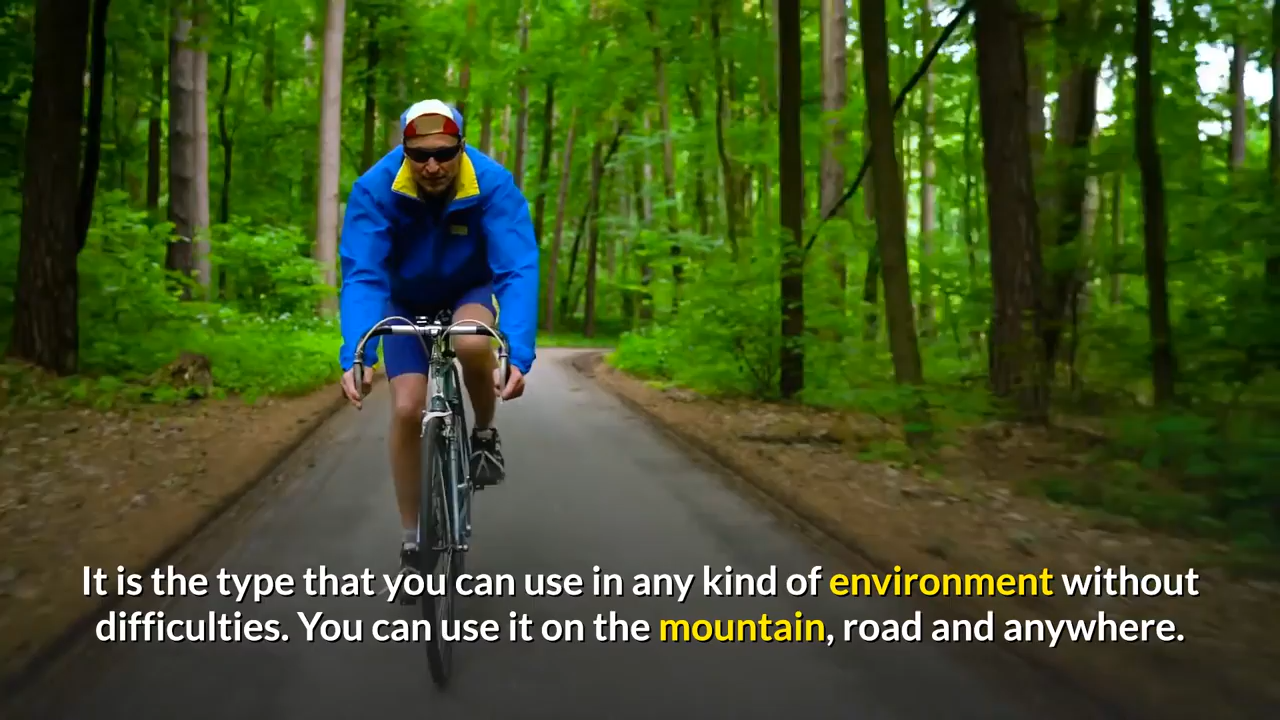 It is the type that you can use in any kind of environment without
difficulties. You can use it on the mountain, road and anywhere.